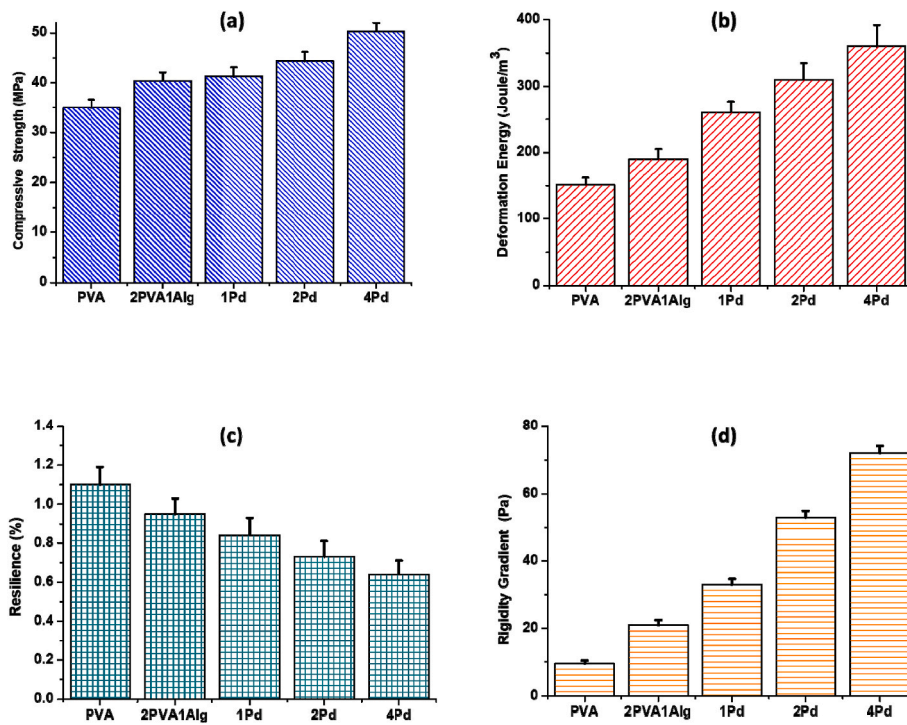 (a)
Compressive Strength (MPa)
50
40
30
20
10
0
PVA 2PVA1Alg 1Pd 2Pd 4Pd
(b)
Deformation Energy (Joule/m³)
400
300
200
100
0
PVA 2PVA1Alg 1Pd 2Pd 4Pd
(c)
Resilience (%)
1.4
1.2
1.0
0.8
0.6
0.4
0.2
0.0
PVA 2PVA1Alg 1Pd 2Pd 4Pd
(d)
Rigidity Gradient (Pa)
80
60
40
20
0
PVA 2PVA1Alg 1Pd 2Pd 4Pd